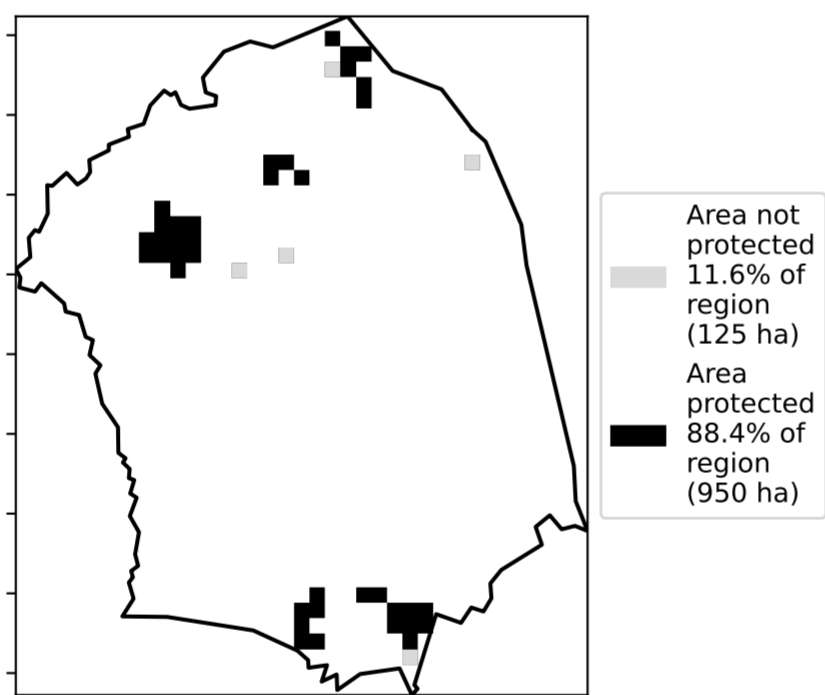 Area not
protected
11.6% of
region
(125 ha)
Area
protected
88.4% of
region
(950 ha)